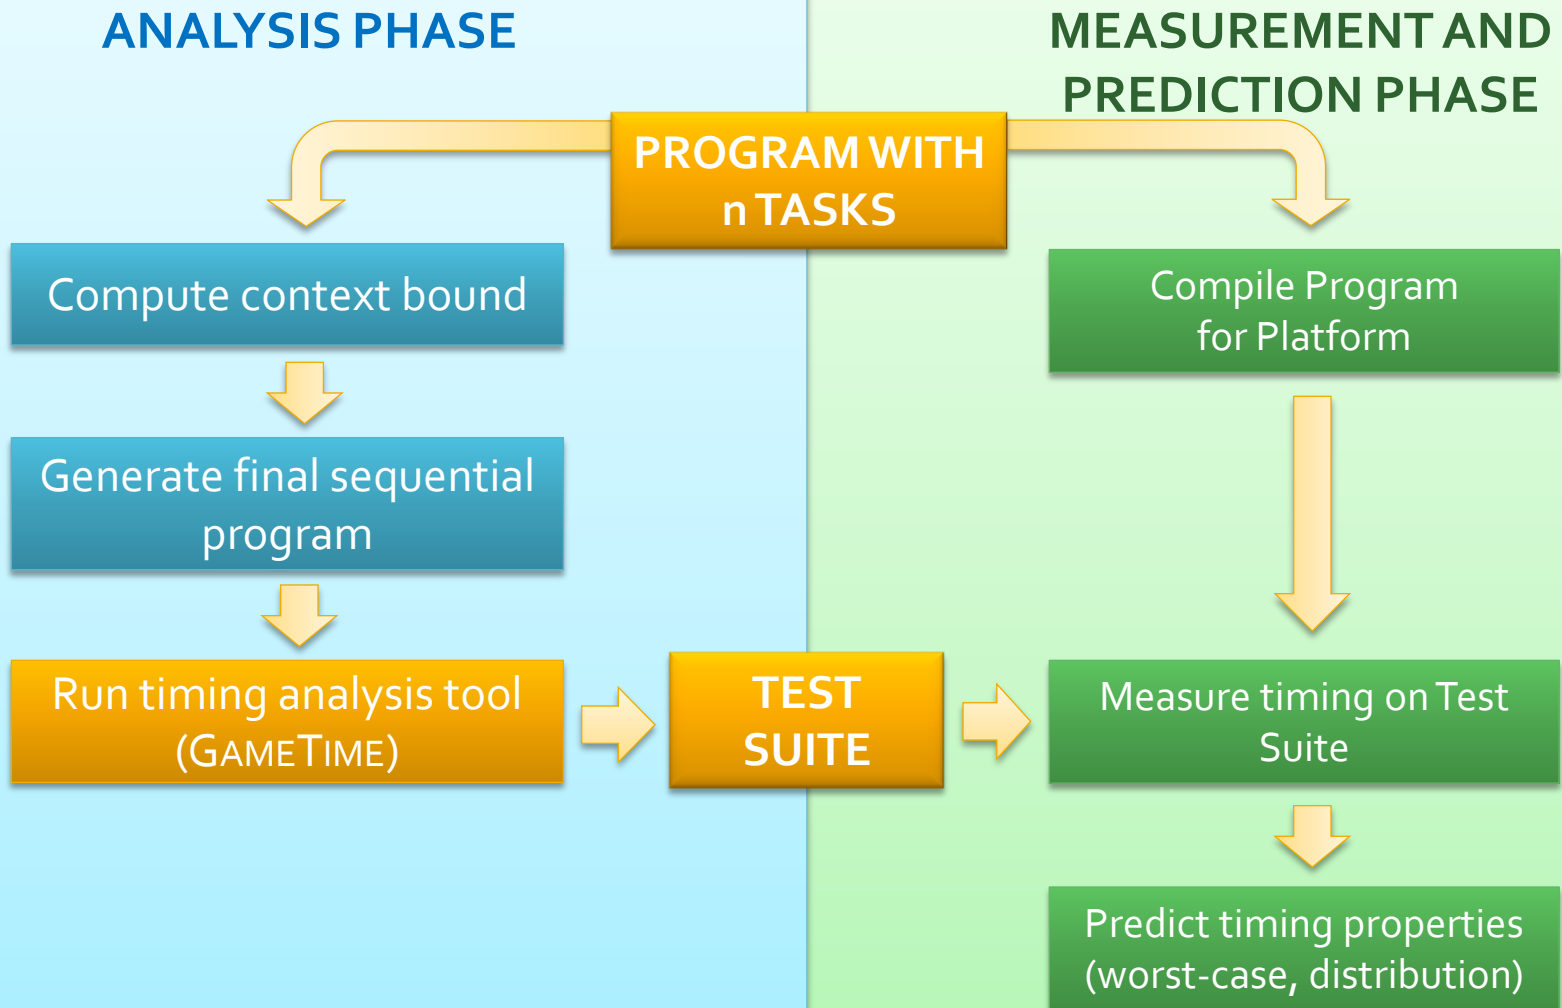 ANALYSIS PHASE
MEASUREMENT AND
PREDICTION PHASE
PROGRAM WITH
n TASKS
Compute context bound
Compile Program
for Platform
Generate final sequential
program
Run timing analysis tool
(GAMETIME)
TEST
SUITE
Measure timing on Test
Suite
Predict timing properties
(worst-case, distribution)